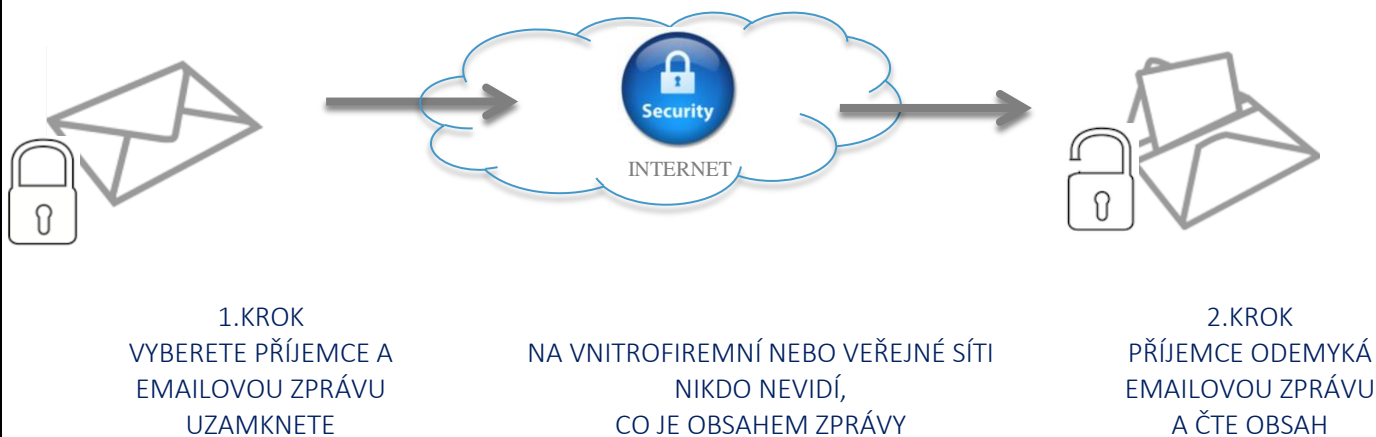 Security
INTERNET
1.KROK
VYBERETE PŘÍJEMCE A
EMAILOVOU ZPRÁVU
UZAMKNETE
NA VNITROFIREMNÍ NEBO VEŘEJNÉ SÍTI
NIKDO NEVIDÍ,
CO JE OBSAHEM ZPRÁVY
2.KROK
PŘÍJEMCE ODEMYKÁ
EMAILOVOU ZPRÁVU
A ČTE OBSAH